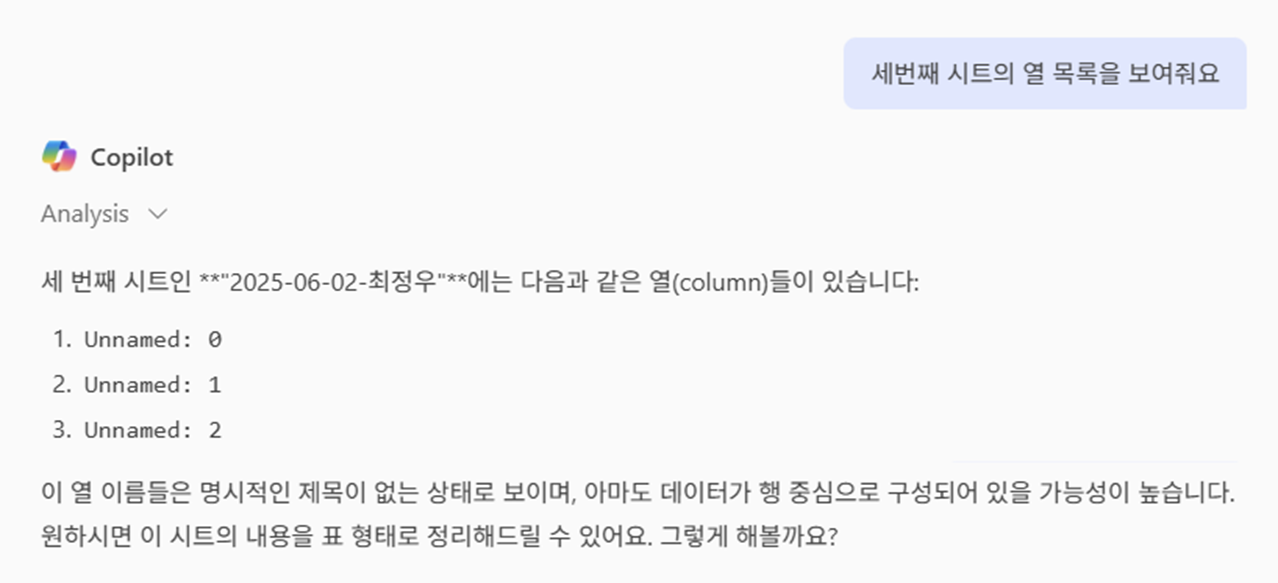 세번째 시트의 열 목록을 보여줘요
Copilot
Analysis
세 번째 시트인 **"2025-06-02-최정우"**에는 다음과 같은 열(column)들이 있습니다:
1. Unnamed: 0
2. Unnamed: 1
3. Unnamed: 2
이 열 이름들은 명시적인 제목이 없는 상태로 보이며, 아마도 데이터가 행 중심으로 구성되어 있을 가능성이 높습니다.
원하시면 이 시트의 내용을 표 형태로 정리해드릴 수 있어요. 그렇게 해볼까요?